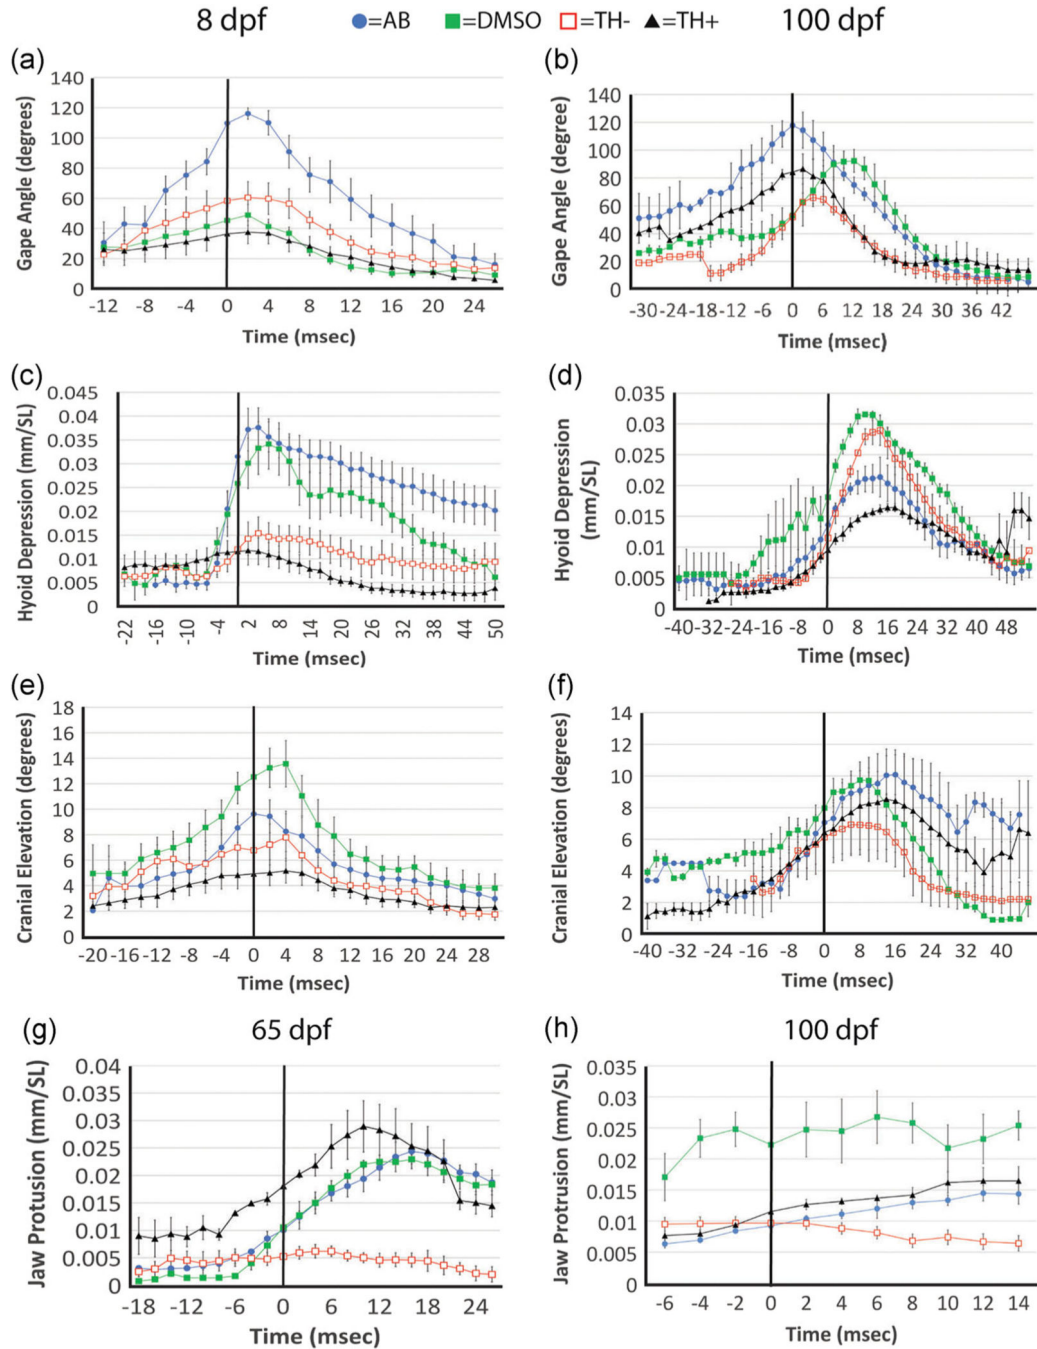 8 dpf
=AB =DMSO =TH- =TH+
100 dpf
(a)
Gape Angle (degrees)
140
120
100
80
60
40
20
0
-12 -8 -4 0 4 8 12 16 20 24
Time (msec)
(b)
Gape Angle (degree)
140
120
100
80
60
40
20
0
-30 -24 -18 -12 -6 0 6 12 18 24 30 36 42
Time (msec)
(c)
Hyoid Depression (mm/SL)
0.045
0.04
0.035
0.03
0.025
0.02
0.015
0.01
0.005
0
-22 -16 -10 -4 2 8 14 20 26 32 38 44 50
Time (msec)
(d)
Hyoid Depression
(mm/SL)
0.035
0.03
0.025
0.02
0.015
0.01
0.005
0
-40 -32 -24 -16 -8 0 8 16 24 32 40 48
Time (msec)
(e)
Cranial Elevation (degrees)
18
16
14
12
10
8
6
4
2
0
-20 -16 -12 -8 -4 0 4 8 12 16 20 24 28
Time (msec)
(f)
Cranial Elevation (degrees)
14
12
10
8
6
4
2
0
-40 -32 -24 -16 -8 0 8 16 24 32 40
Time (msec)
65 dpf
(g)
Jaw Protusion (mm/SL)
0.04
0.035
0.03
0.025
0.02
0.015
0.01
0.005
0
-18 -12 -6 0 6 12 18 24
Time (msec)
100 dpf
(h)
Jaw Protrusion (mm/SL)
0.035
0.03
0.025
0.02
0.015
0.01
0.005
0
-6 -4 -2 0 2 4 6 8 10 12 14
Time (msec)